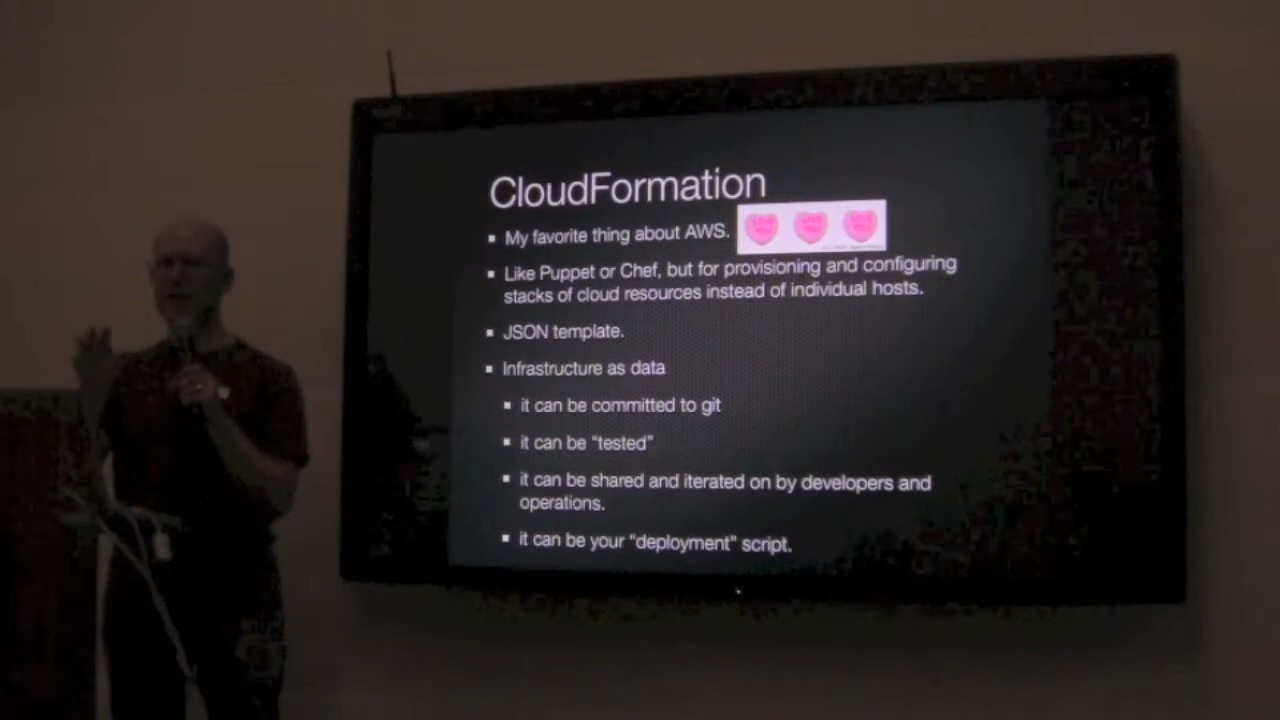 CloudFormation
▪ My favorite thing about AWS.
▪ Like Puppet or Chef, but for provisioning and configuring
stacks of cloud resources instead of individual hosts.
▪ JSON template.
▪ Infrastructure as data
▪ it can be committed to git
▪ it can be “tested”
▪ it can be shared and iterated on by developers and
operations.
▪ it can be your “deployment” script.